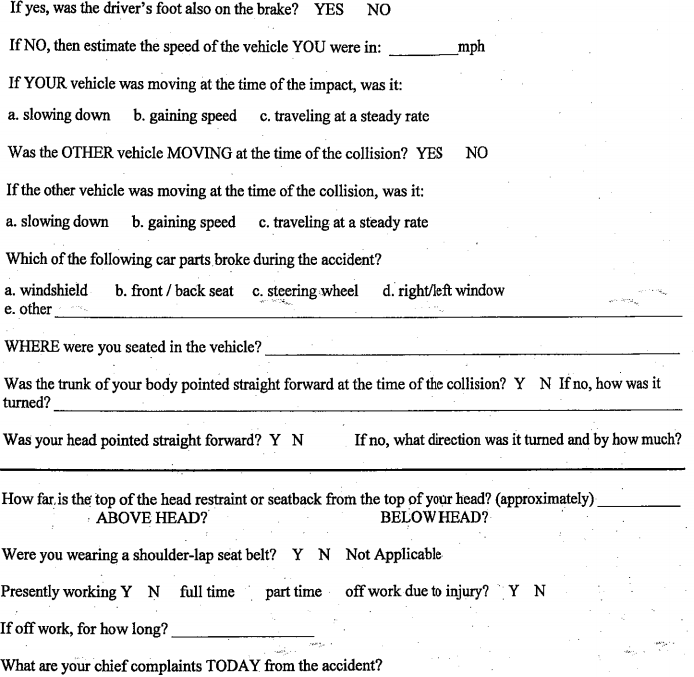 If yes, was the driver's foot also on the brake? YES NO
If NO, then estimate the speed of the vehicle YOU were in: ________mph
If YOUR vehicle was moving at the time of the impact, was it:
a. slowing down b. gaining speed c. traveling at a steady rate
Was the OTHER vehicle MOVING at the time of the collision? YES NO
If the other vehicle was moving at the time of the collision, was it:
a. slowing down b. gaining speed c. traveling at a steady rate
Which of the following car parts broke during the accident?
a. windshield b. front / back seat c. steering wheel d. right/left window
e. other ________
WHERE were you seated in the vehicle? ________
Was the trunk of your body pointed straight forward at the time of the collision? Y N If no, how was it
turned? ________
Was your head pointed straight forward? Y N If no, what direction was it turned and by how much?
How far is the top of the head restraint or seatback from the top of your head? (approximately) ________
ABOVE HEAD? BELOW HEAD?
Were you wearing a shoulder-lap seat belt? Y N Not Applicable
Presently working Y N full time part time off work due to injury? Y N
If off work, for how long? ________
What are your chief complaints TODAY from the accident?